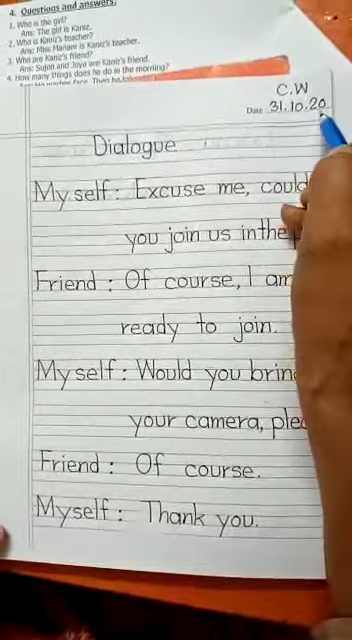 4. Questions and answers:
1. Who is the girl?
Ans: The girl is Kaniz.
2. Who is Kaniz's teacher?
Ans: Miss Mariam is Kaniz's teacher.
3. Who are Kaniz's friend?
Ans: Sufon and Joya are Kaniz's friend.
4. How many things does he do in the morning?
C.W
Date 31.10.20
Dialogue
Myself: Excuse me, could
you join us in the
Friend: Of course, I am
ready to join.
Myself: Would you bring
your camera,
Friend: Of course.
Myself: Thank you.